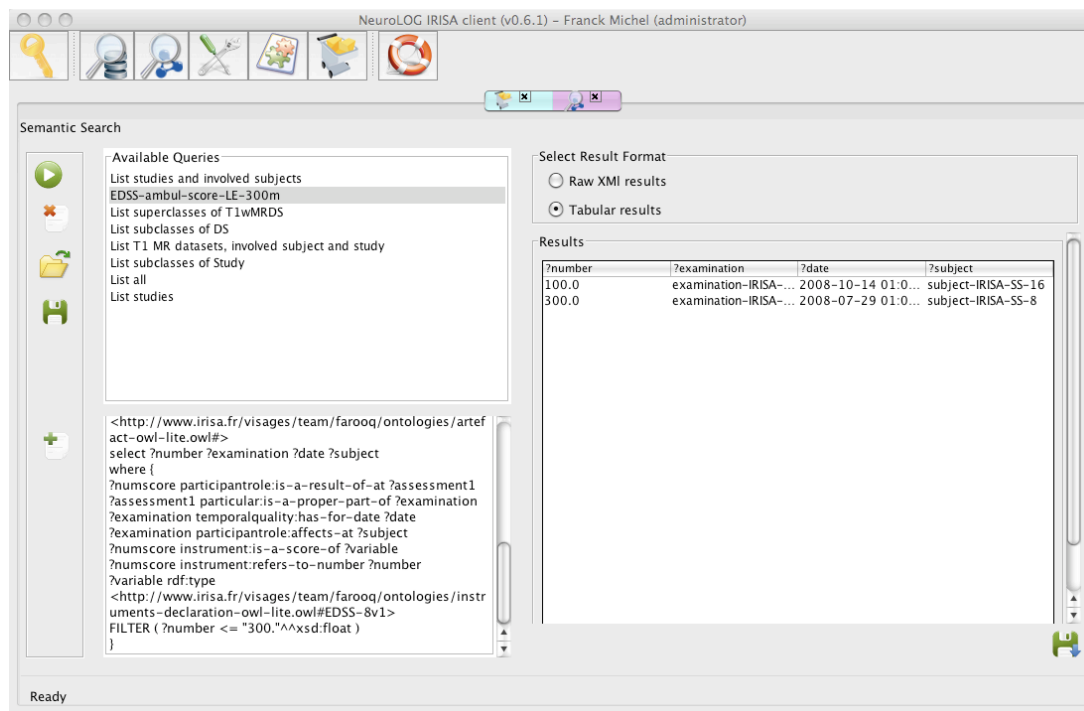 NeuroLOG IRISA client (v0.6.1) – Franck Michel (administrator)
Semantic Search
Available Queries
List studies and involved subjects
EDSS-ambul-score-LE-300m
List superclasses of T1wMRDS
List subclasses of DS
List T1 MR datasets, involved subject and study
List subclasses of Study
List all
List studies
<http://www.irisa.fr/visages/team/farooq/ontologies/artef
act-owl-lite.owl#>
select ?number ?examination ?date ?subject
where {
?numscore participantrole:is-a-result-of-at ?assessment1
?assessment1 particular:is-a-proper-part-of ?examination
?examination temporalquality:has-for-date ?date
?examination participantrole:affects-at ?subject
?numscore instrument:is-a-score-of ?variable
?numscore instrument:refers-to-number ?number
?variable rdf:type
<http://www.irisa.fr/visages/team/farooq/ontologies/instr
uments-declaration-owl-lite.owl#EDSS-8v1>
FILTER ( ?number <= "300."^^xsd:float )
}
Select Result Format
Raw XMl results
Tabular results
Results
?number ?examination ?date ?subject
100.0 examination-IRISA-... 2008-10-14 01:0... subject-IRISA-SS-16
300.0 examination-IRISA-... 2008-07-29 01:0... subject-IRISA-SS-8
Ready